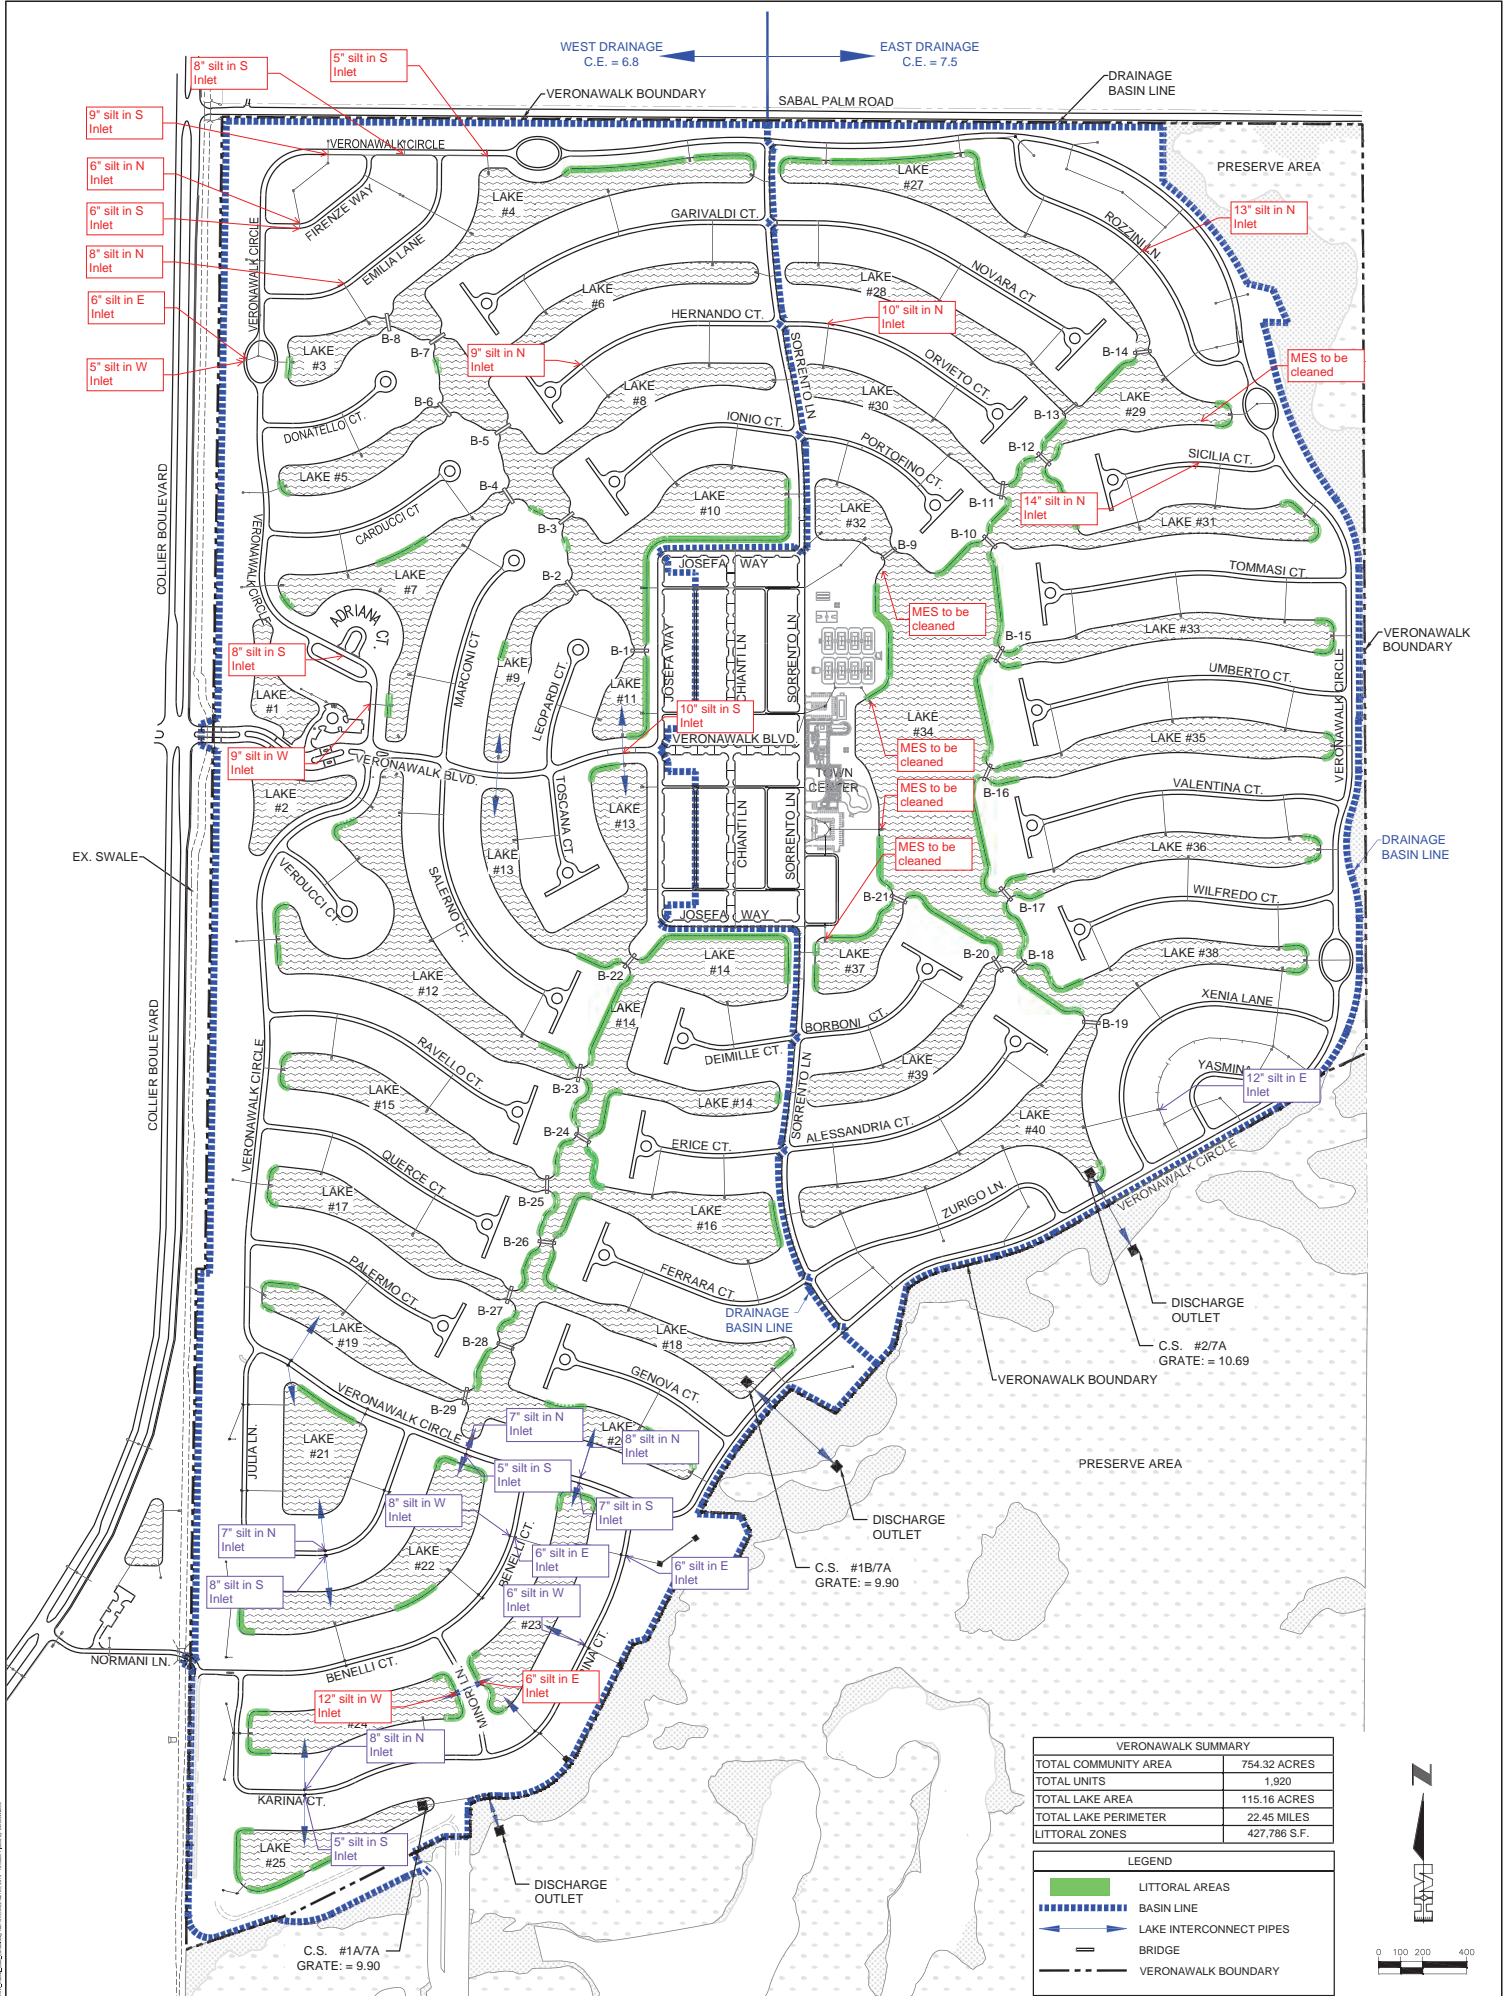 WEST DRAINAGE
C.E. = 6.8
EAST DRAINAGE
C.E. = 7.5
VERONAWALK BOUNDARY
SABAL PALM ROAD
DRAINAGE
BASIN LINE
8" silt in S
Inlet
5" silt in S
Inlet
9" silt in S
Inlet
6" silt in N
Inlet
6" silt in S
Inlet
8" silt in N
Inlet
6" silt in E
Inlet
5" silt in W
Inlet
VERONAWALK CIRCLE
FIRENZE WAY
EMILIA LANE
VERONAWALK CIRCLE
LAKE
#4
LAKE
#27
PRESERVE AREA
GARIVALDI CT.
ROZZINI LN.
13" silt in N
Inlet
NOVARA CT.
LAKE
#6
LAKE
#28
10" silt in N
Inlet
HERNANDO CT.
SORRENTO LN
ORVIETO CT.
B-8
B-7
B-14
LAKE
#3
9" silt in N
Inlet
MES to be
cleaned
LAKE
#8
LAKE
#30
LAKE
#29
B-6
B-13
DONATELLO CT.
IONIO CT.
PORTOFINO CT.
B-5
B-12
SICILIA CT.
LAKE #5
B-4
LAKE
#10
B-11
14" silt in N
Inlet
LAKE
#32
LAKE #31
CARDUCCI CT
B-3
B-10
B-9
COLLIER BOULEVARD
VERONAWALK CIRCLE
LAKE
#7
B-2
JOSEFA WAY
TOMMASI CT.
ADRIANA CT.
MES to be
cleaned
LAKE #33
B-15
VERONAWALK
BOUNDARY
8" silt in S
Inlet
B-1
MARCONI CT
LAKE
#9
LEOPARDI CT.
LAKE
#11
JOSEFA WAY
CHIANTI LN
SORRENTO LN
UMBERTO CT.
VERONAWALK CIRCLE
LAKE
#1
10" silt in S
Inlet
LAKE
#34
LAKE #35
VERONAWALK BLVD.
MES to be
cleaned
9" silt in W
Inlet
VERONAWALK BLVD.
TOWN
CENTER
VALENTINA CT.
B-16
LAKE
#2
TOSCANA CT
LAKE
#13
MES to be
cleaned
CHIANTI LN
SORRENTO LN
LAKE #36
DRAINAGE
BASIN LINE
EX. SWALE
LAKE
#13
MES to be
cleaned
VERDUCCI CT.
SALERNO CT.
WILFREDO CT.
B-21
B-17
JOSEFA WAY
LAKE
#14
LAKE
#37
B-20
B-18
LAKE #38
B-22
LAKE
#12
XENIA LANE
LAKE
#14
BORBONI CT.
B-19
COLLIER BOULEVARD
VERONAWALK CIRCLE
RAVELLO CT.
DEIMILLE CT.
LAKE
#39
YASMINA
12" silt in E
Inlet
B-23
LAKE
#15
LAKE #14
SORRENTO LN
LAKE
#40
ALESSANDRIA CT.
B-24
ERICE CT.
QUERCE CT.
VERONAWALK CIRCLE
LAKE
#17
B-25
ZURIGO LN.
LAKE
#16
B-26
PALERMO CT.
FERRARA CT.
DRAINAGE
BASIN LINE
DISCHARGE
OUTLET
B-27
LAKE
#19
B-28
LAKE
#18
C.S. #2/7A
GRATE: = 10.69
GENOVA CT.
VERONAWALK BOUNDARY
VERONAWALK CIRCLE
B-29
7" silt in N
Inlet
JULIA LN.
LAKE
#21
8" silt in N
Inlet
5" silt in S
Inlet
PRESERVE AREA
8" silt in W
Inlet
7" silt in S
Inlet
DISCHARGE
OUTLET
7" silt in N
Inlet
BENELLI CT.
LAKE
#22
6" silt in E
Inlet
6" silt in E
Inlet
C.S. #1B/7A
GRATE: = 9.90
8" silt in S
Inlet
6" silt in W
Inlet
#23
NORMANI LN.
BENELLI CT.
MINORI LN.
6" silt in E
Inlet
12" silt in W
Inlet
#24
8" silt in N
Inlet
KARINA CT.
5" silt in S
Inlet
LAKE
#25
DISCHARGE
OUTLET
C.S. #1A/7A
GRATE: = 9.90
VERONAWALK SUMMARY
TOTAL COMMUNITY AREA 754.32 ACRES
TOTAL UNITS 1,920
TOTAL LAKE AREA 115.16 ACRES
TOTAL LAKE PERIMETER 22.45 MILES
LITTORAL ZONES 427,786 S.F.
LEGEND
LITTORAL AREAS
BASIN LINE
LAKE INTERCONNECT PIPES
BRIDGE
VERONAWALK BOUNDARY
Z
0 100 200 400